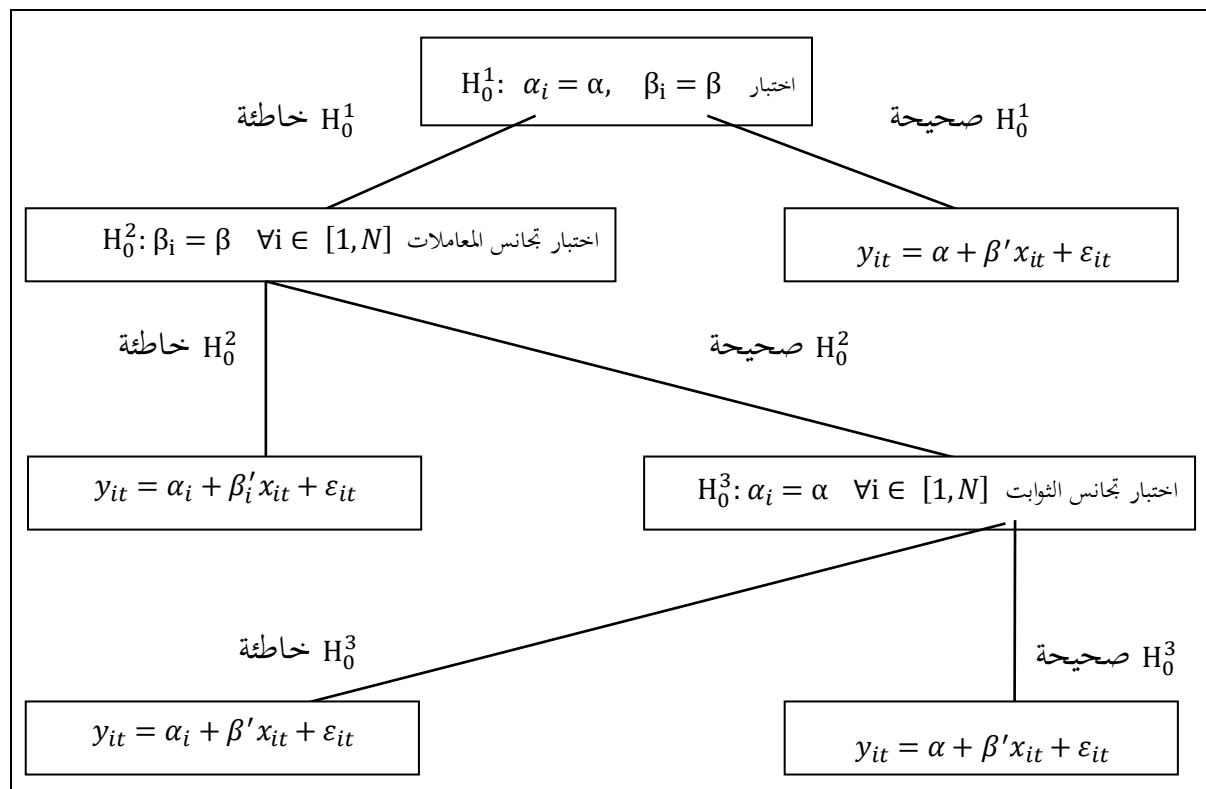 H₀¹: αᵢ = α, βᵢ = β اختبار
H₀¹ خاطئة
H₀¹ صحيحة
H₀²: βᵢ = β ∀i ∈ [1, N] اختبار تجانس المعاملات
yᵢₜ = α + β′xᵢₜ + εᵢₜ
H₀² خاطئة
H₀² صحيحة
yᵢₜ = αᵢ + βᵢ′xᵢₜ + εᵢₜ
H₀³: αᵢ = α ∀i ∈ [1, N] اختبار تجانس الثوابت
H₀³ خاطئة
H₀³ صحيحة
yᵢₜ = αᵢ + β′xᵢₜ + εᵢₜ
yᵢₜ = α + β′xᵢₜ + εᵢₜ